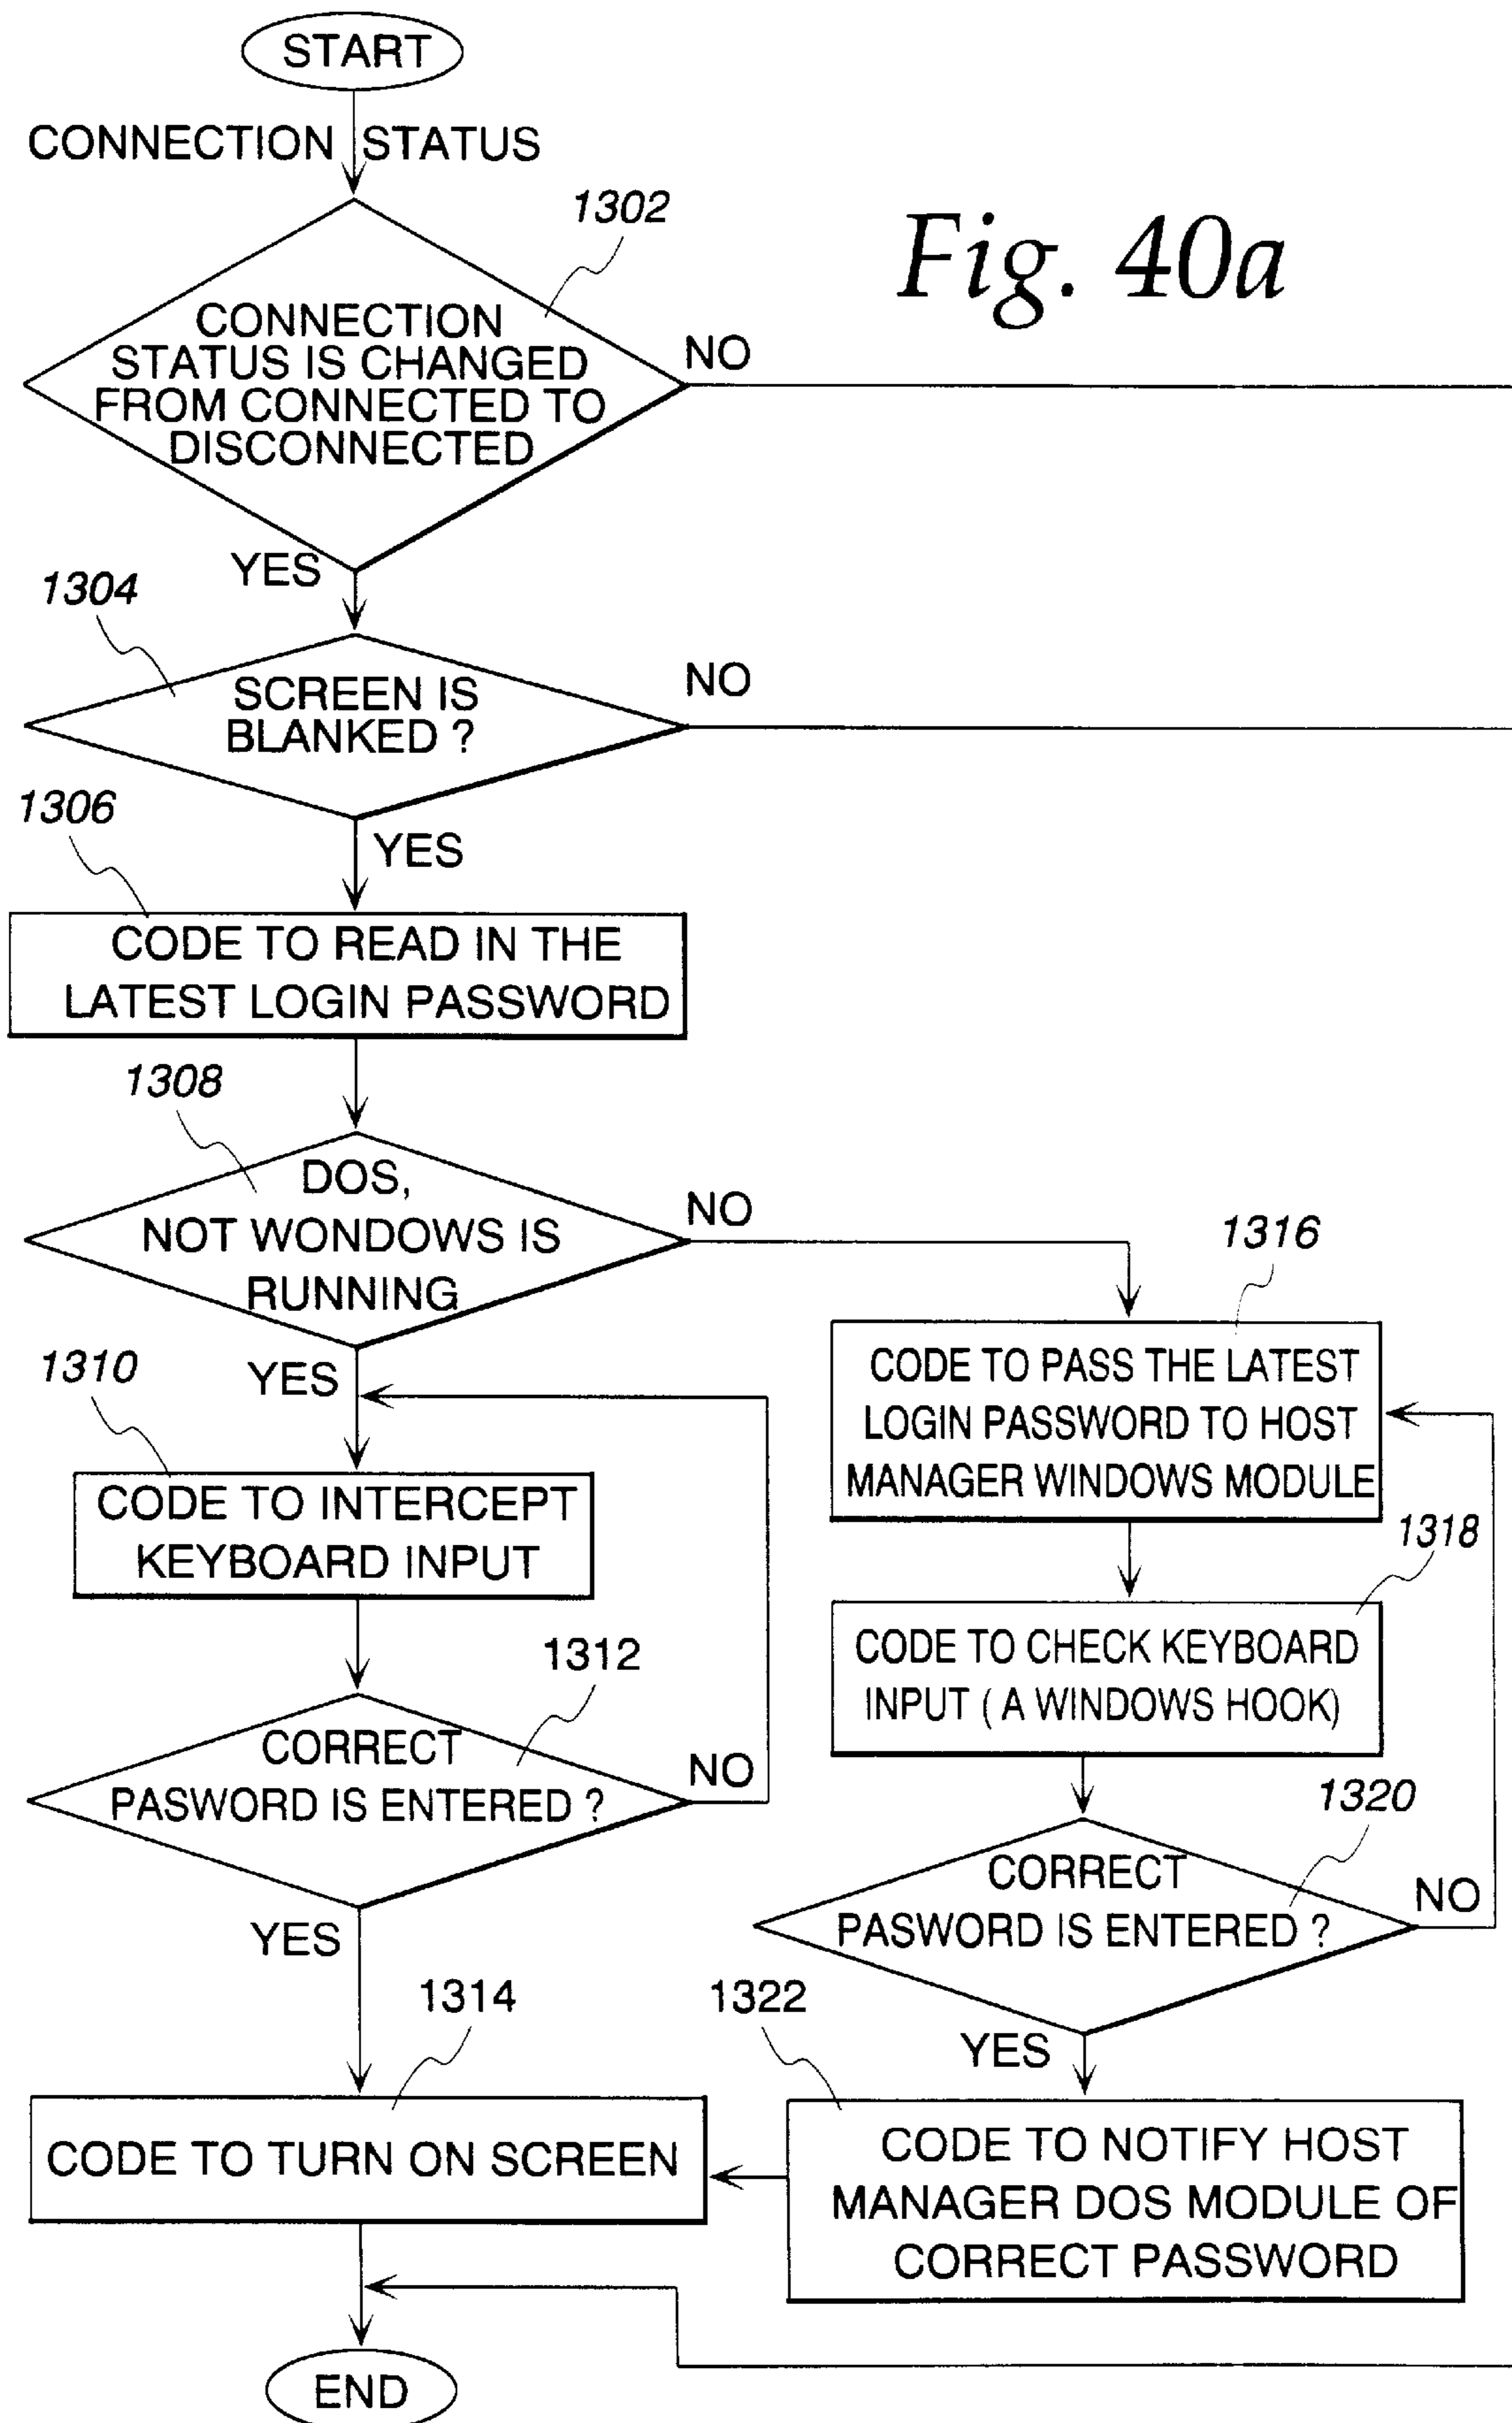 START
CONNECTION STATUS
1302
Fig. 40a
CONNECTION
STATUS IS CHANGED
FROM CONNECTED TO
DISCONNECTED
NO
YES
1304
SCREEN IS
BLANKED ?
NO
1306
YES
CODE TO READ IN THE
LATEST LOGIN PASSWORD
1308
DOS,
NOT WONDOWS IS
RUNNING
NO
1316
YES
1310
CODE TO PASS THE LATEST
LOGIN PASSWORD TO HOST
MANAGER WINDOWS MODULE
CODE TO INTERCEPT
KEYBOARD INPUT
1318
CODE TO CHECK KEYBOARD
INPUT ( A WINDOWS HOOK)
1312
CORRECT
PASWORD IS ENTERED ?
NO
1320
CORRECT
PASWORD IS ENTERED ?
NO
YES
1314
1322
YES
CODE TO TURN ON SCREEN
CODE TO NOTIFY HOST
MANAGER DOS MODULE OF
CORRECT PASSWORD
END